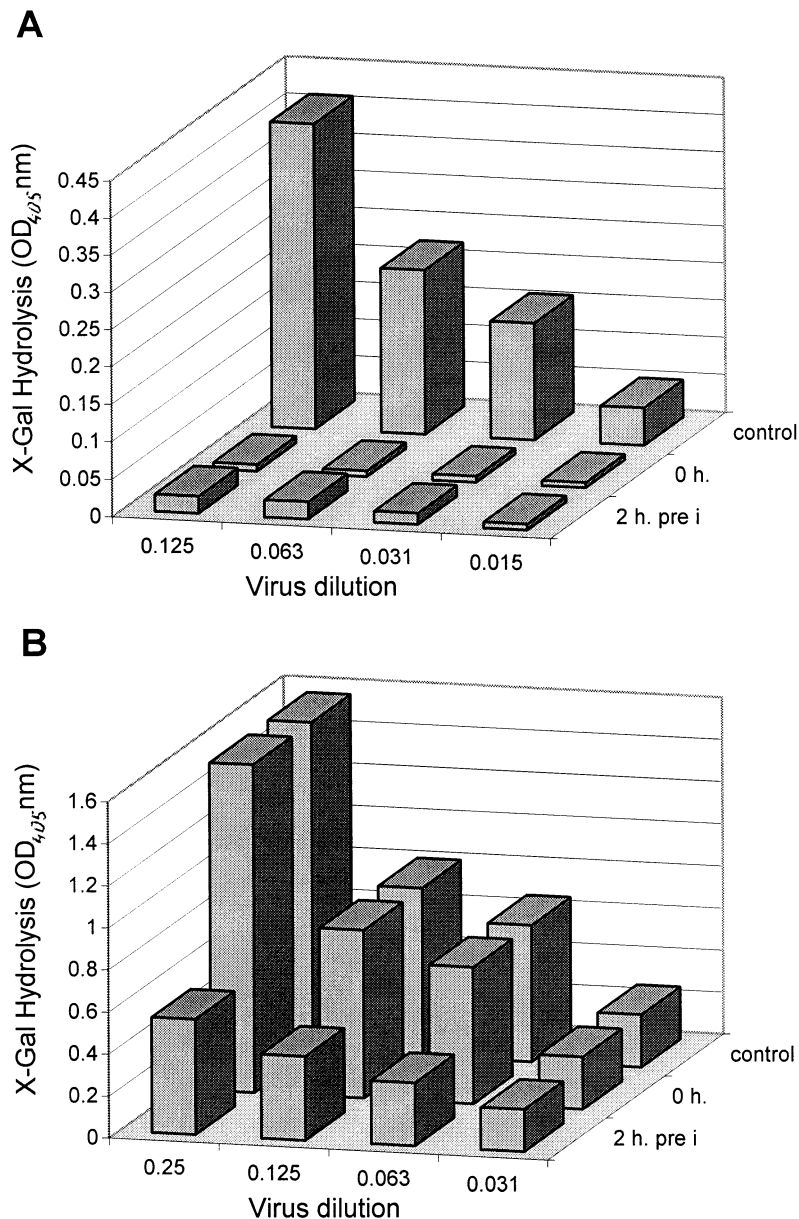 A
X-Gal Hydrolysis (OD405nm)
0.45
0.4
0.35
0.3
0.25
0.2
0.15
0.1
0.05
0
0.125
0.063
0.031
0.015
Virus dilution
control
0 h.
2 h. pre i
B
X-Gal Hydrolysis (OD405nm)
1.6
1.4
1.2
1
0.8
0.6
0.4
0.2
0
0.25
0.125
0.063
0.031
Virus dilution
control
0 h.
2 h. pre i